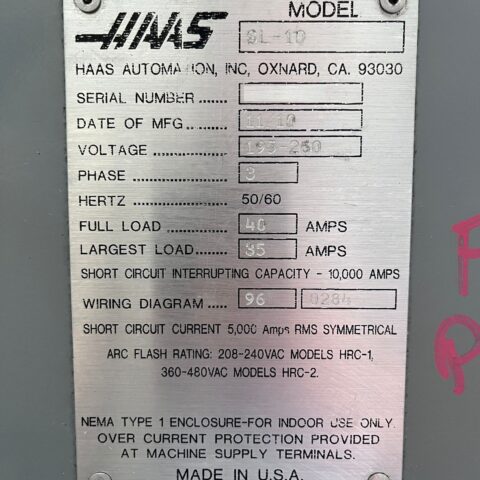 MODEL
HAAS SL-10
HAAS AUTOMATION, INC, OXNARD, CA. 93030
SERIAL NUMBER .......
DATE OF MFG ......... 11/10
VOLTAGE ............... 195-260
PHASE .................. 3
HERTZ 50/60
FULL LOAD ............. 40 AMPS
LARGEST LOAD........ 35 AMPS
SHORT CIRCUIT INTERRUPTING CAPACITY - 10,000 AMPS
WIRING DIAGRAM ..... 96 0284
SHORT CIRCUIT CURRENT 5,000 Amps RMS SYMMETRICAL
ARC FLASH RATING: 208-240VAC MODELS HRC-1,
360-480VAC MODELS HRC-2.
NEMA TYPE 1 ENCLOSURE-FOR INDOOR USE ONLY.
OVER CURRENT PROTECTION PROVIDED
AT MACHINE SUPPLY TERMINALS.
MADE IN U.S.A.